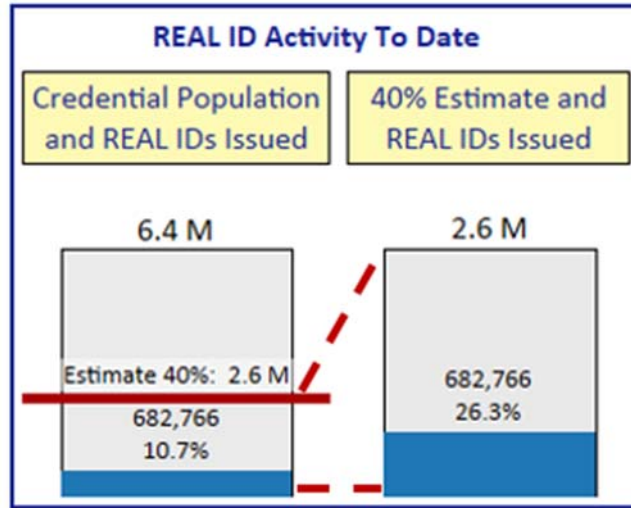 REAL ID Activity To Date
Credential Population
and REAL IDs Issued
40% Estimate and
REAL IDs Issued
6.4 M
2.6 M
Estimate 40%: 2.6 M
682,766
10.7%
682,766
26.3%